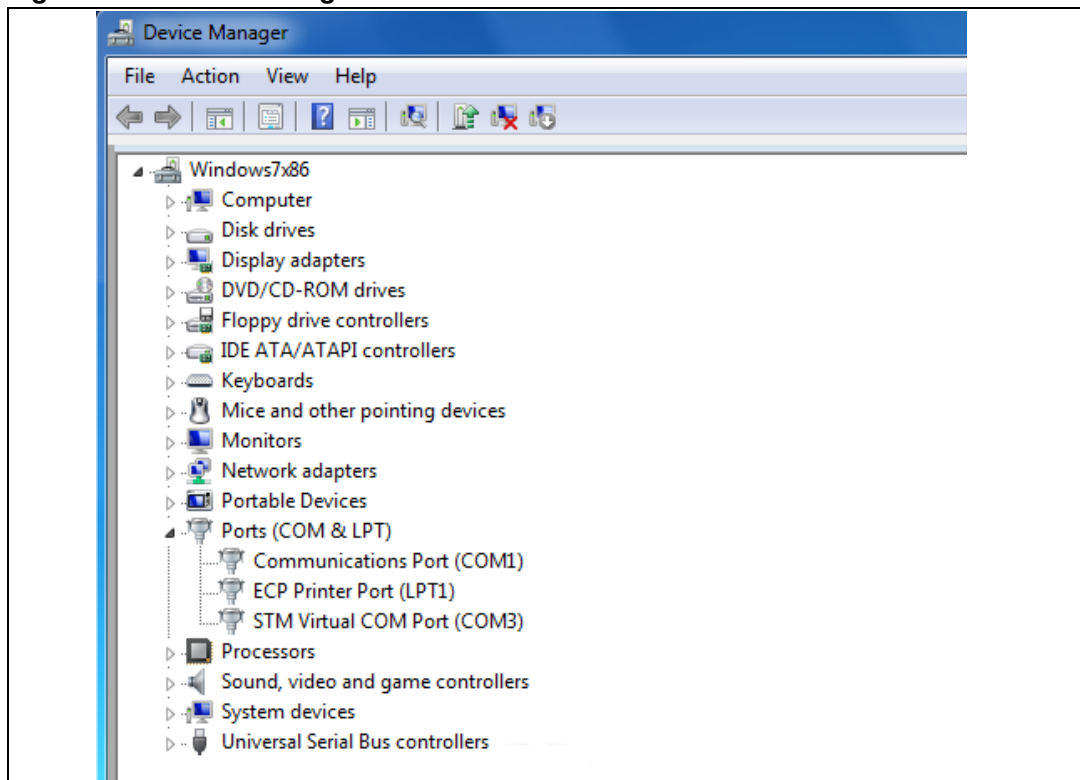 Device Manager
File Action View Help
Windows7x86
Computer
Disk drives
Display adapters
DVD/CD-ROM drives
Floppy drive controllers
IDE ATA/ATAPI controllers
Keyboards
Mice and other pointing devices
Monitors
Network adapters
Portable Devices
Ports (COM & LPT)
Communications Port (COM1)
ECP Printer Port (LPT1)
STM Virtual COM Port (COM3)
Processors
Sound, video and game controllers
System devices
Universal Serial Bus controllers